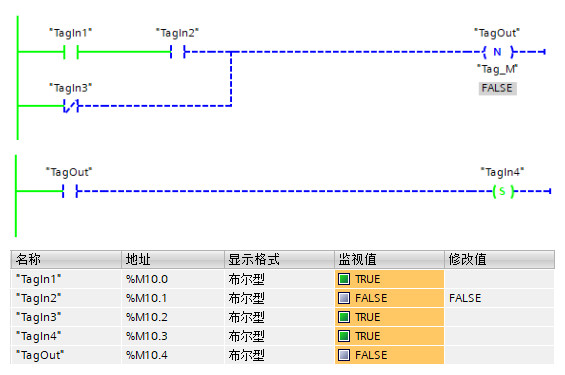 "TagIn1"
"TagIn2"
"TagOut"
N
"Tag_M"
FALSE
"TagIn3"
"TagOut"
"TagIn4"
S
名称 地址 显示格式 监视值 修改值
"TagIn1" %M10.0 布尔型 TRUE
"TagIn2" %M10.1 布尔型 FALSE FALSE
"TagIn3" %M10.2 布尔型 TRUE
"TagIn4" %M10.3 布尔型 TRUE
"TagOut" %M10.4 布尔型 FALSE